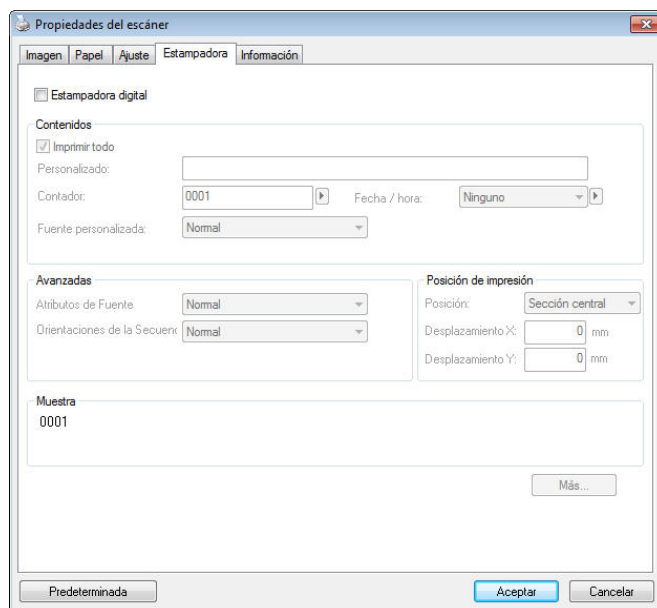 Propiedades del escáner
Imagen Papel Ajuste Estampadora Información
Estampadora digital
Contenidos
Imprimir todo
Personalizado:
Contador: 0001 Fecha / hora: Ninguno
Fuente personalizada: Normal
Avanzadas
Atributos de Fuente Normal
Orientaciones de la Secuen Normal
Posición de impresión
Posición: Sección central
Desplazamiento X: 0 mm
Desplazamiento Y: 0 mm
Muestra
0001
Más...
Predeterminada Aceptar Cancelar